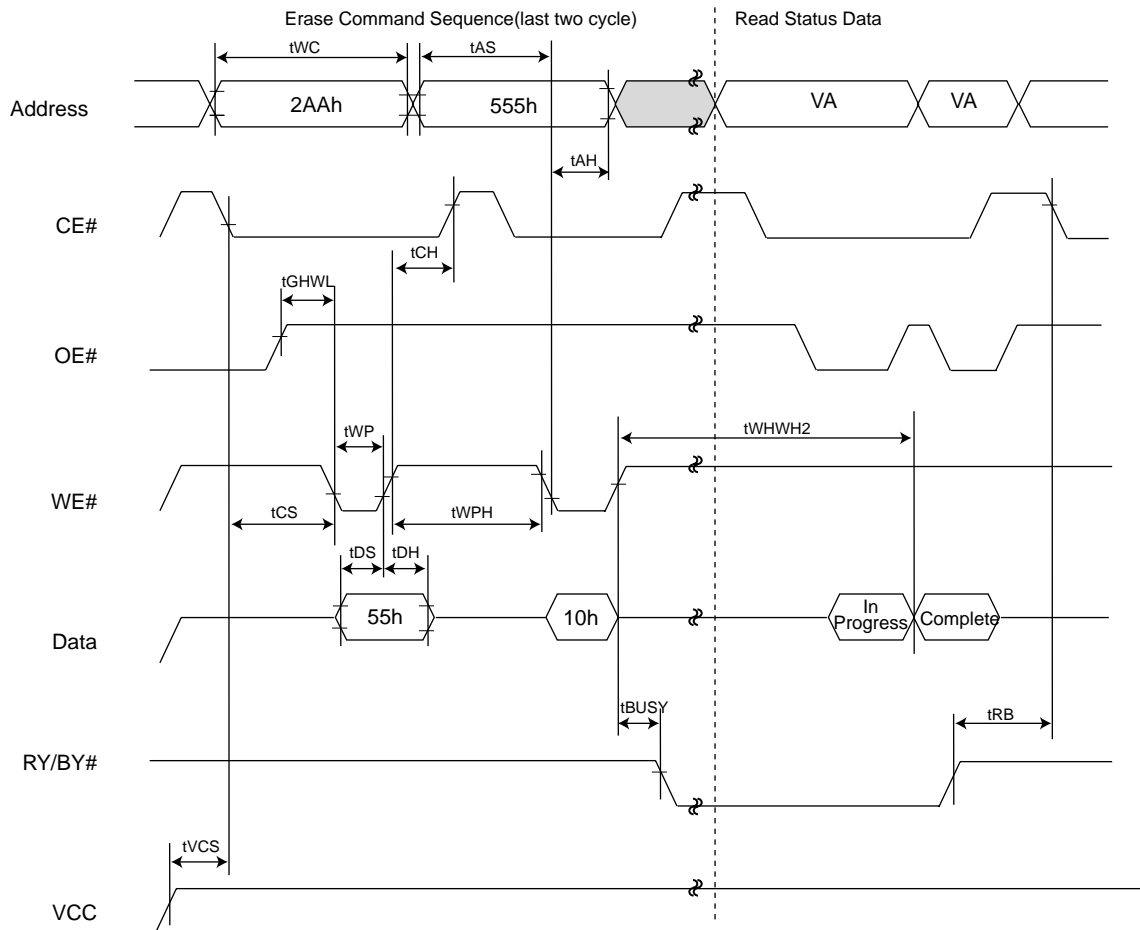 Erase Command Sequence(last two cycle)
Read Status Data
tWC
tAS
Address
2AAh
555h
VA
VA
tAH
CE#
tCH
tGHWL
OE#
tWP
tWHWH2
WE#
tCS
tWPH
tDS
tDH
Data
55h
10h
In
Progress
Complete
tBUSY
tRB
RY/BY#
tVCS
VCC